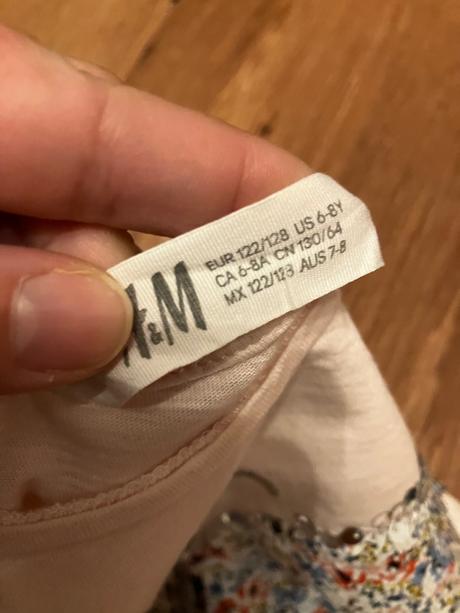 H&M
EUR 122/128 US 6-8Y
CA 6-8A CN 130/64
MX 122/128 AUS 7-8